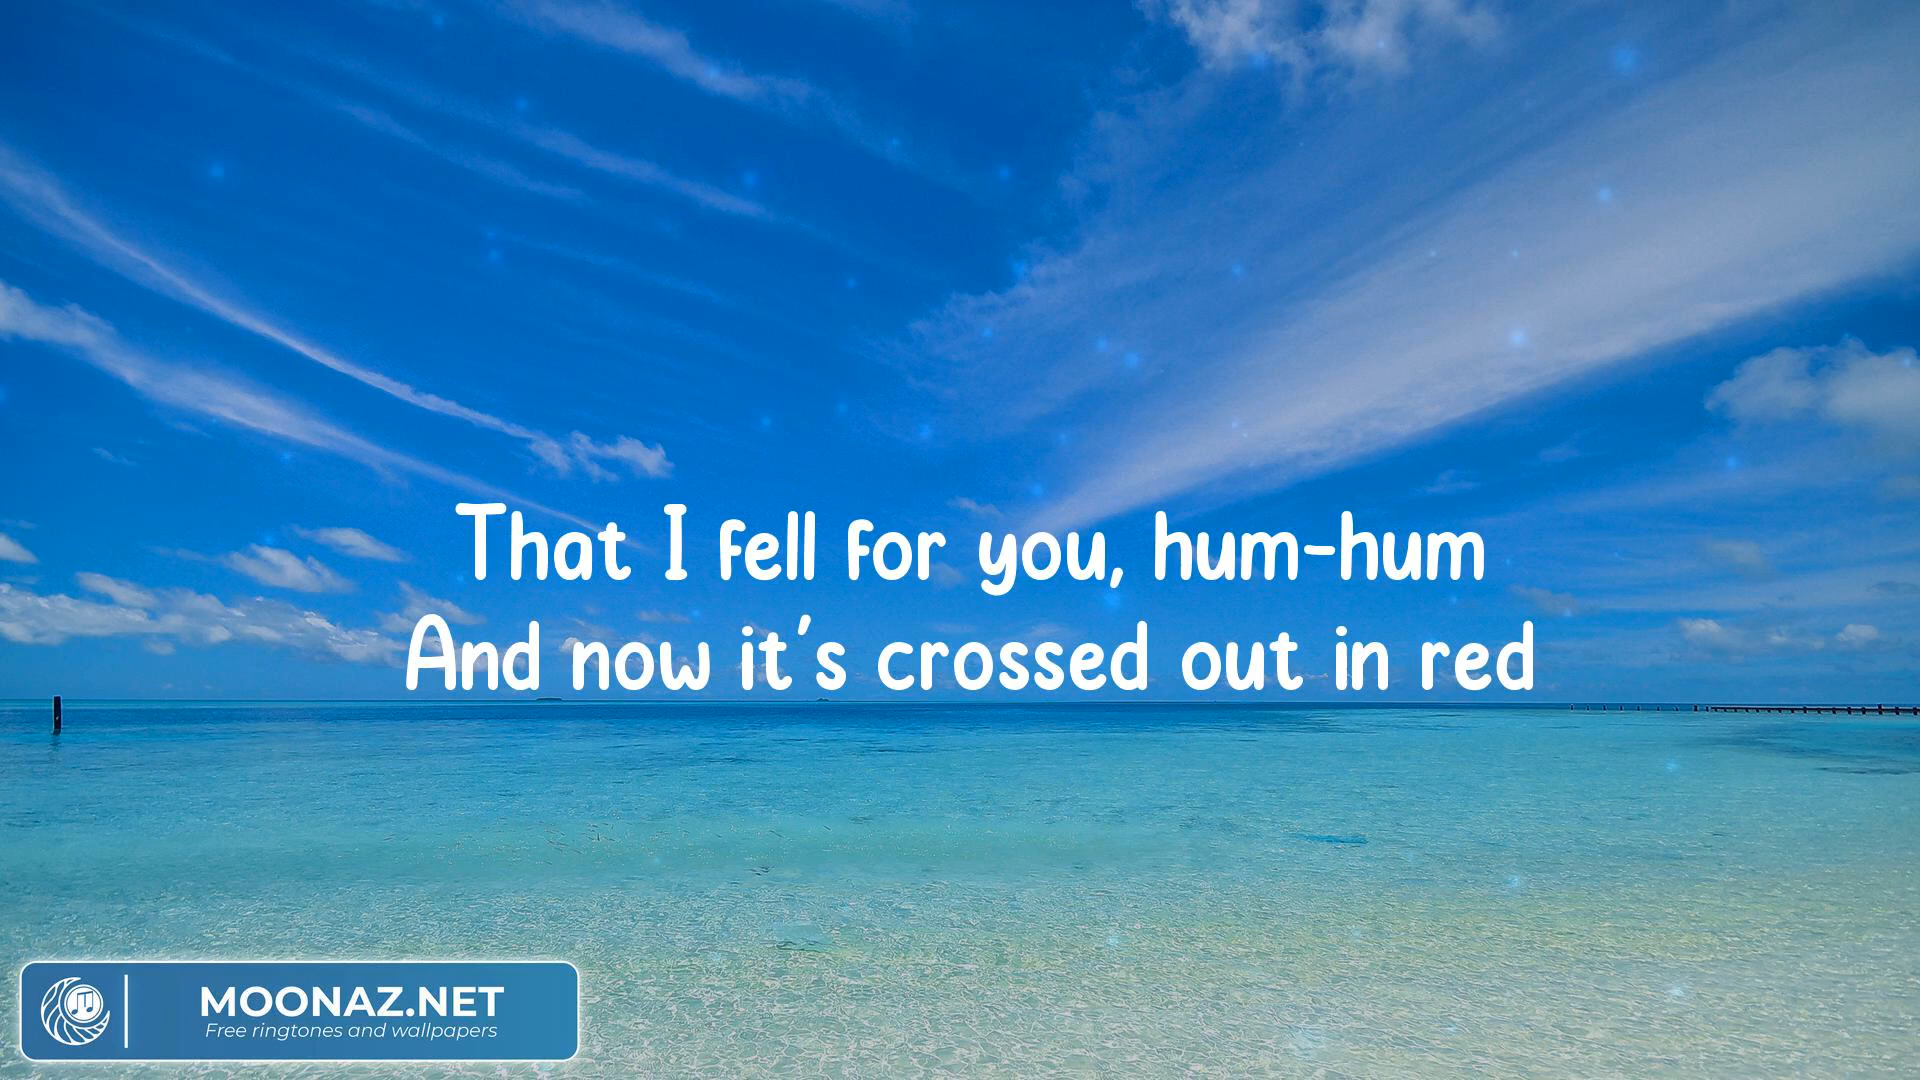 That I fell for you, hum-hum
And now it's crossed out in red
MOONAZ.NET
Free ringtones and wallpapers